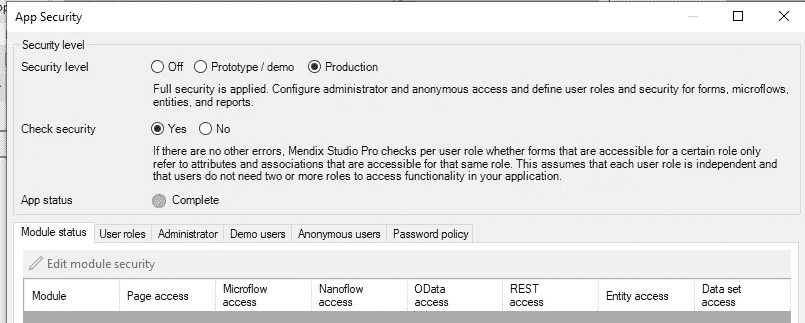 App Security
Security level
Security level Off Prototype / demo Production
Full security is applied. Configure administrator and anonymous access and define user roles and security for forms, microflows,
entities, and reports.
Check security Yes No
If there are no other errors, Mendix Studio Pro checks per user role whether forms that are accessible for a certain role only
refer to attributes and associations that are accessible for that same role. This assumes that each user role is independent and
that users do not need two or more roles to access functionality in your application.
App status Complete
Module status User roles Administrator Demo users Anonymous users Password policy
Edit module security
Module Page access Microflow access Nanoflow access OData access REST access Entity access Data set access